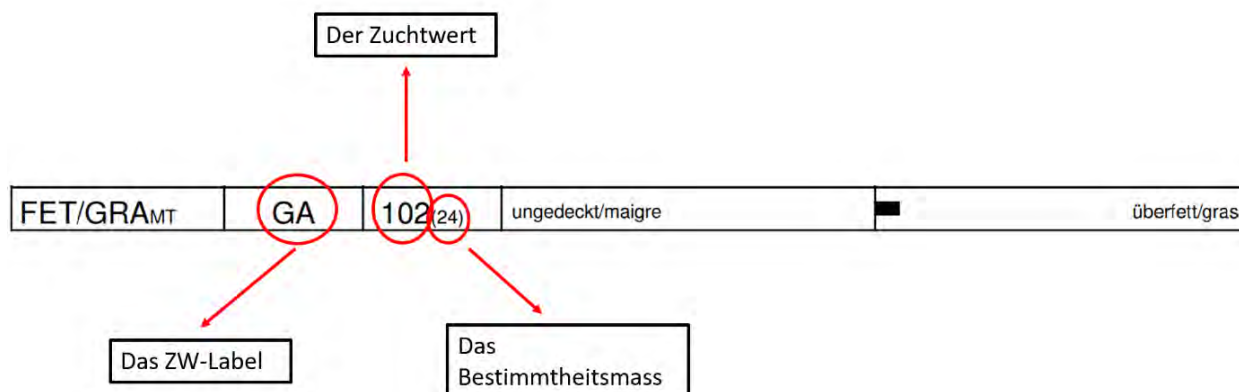 Der Zuchtwert
FET/GRAMT GA 102(24) ungedeckt/maigre überfett/gras
Das ZW-Label
Das
Bestimmtheitsmass